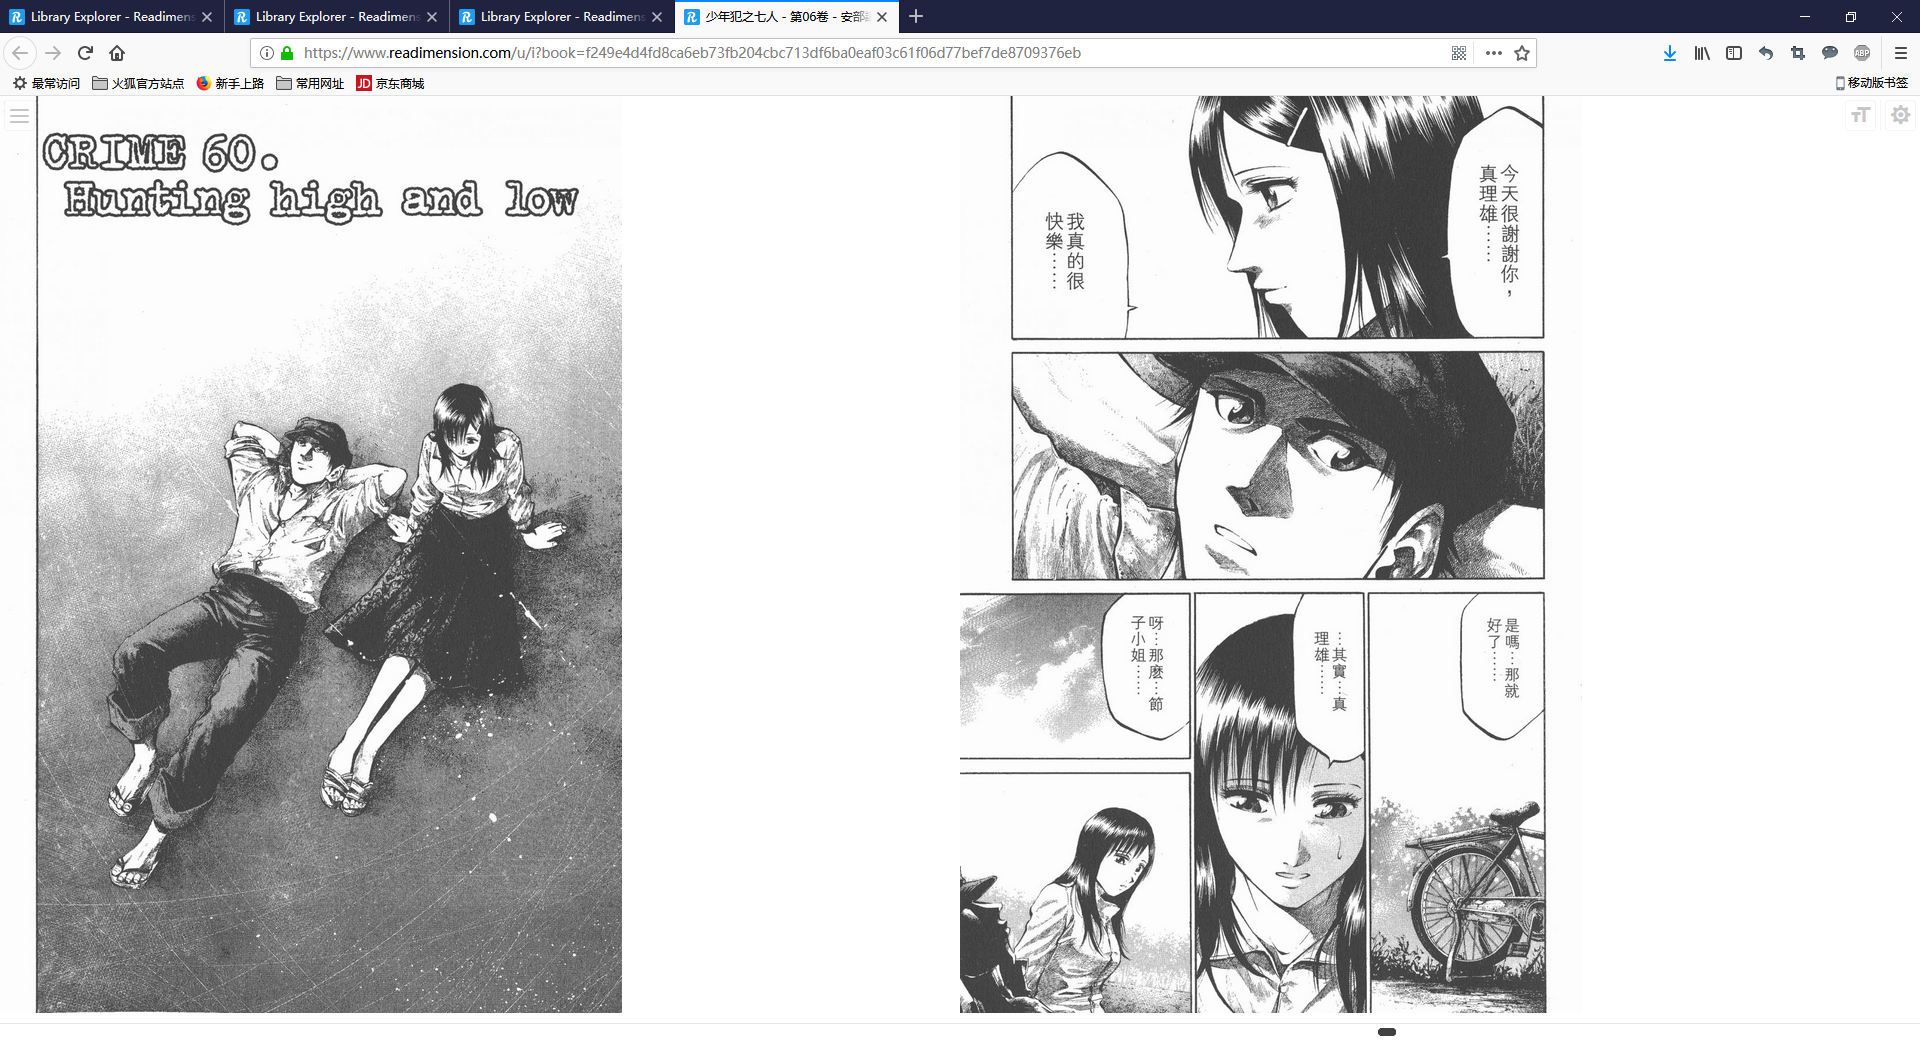 Library Explorer - Readimens
Library Explorer - Readimens
Library Explorer - Readimens
少年犯之七人 - 第06卷 - 安部
https://www.readimension.com/u/i?book=f249e4d4fd8ca6eb73fb204cbc713df6ba0eaf03c61f06d77bef7de8709376eb
ABP
最常访问
火狐官方站点
新手上路
常用网址
JD 京东商城
移动版书签
TT
CRIME 60.
Hunting high and low
今天很謝謝你，
真理雄……
我真的很
快樂……
是嗎…那就
好了……
…其實…真
理雄……
呀…那麼…節
子小姐……